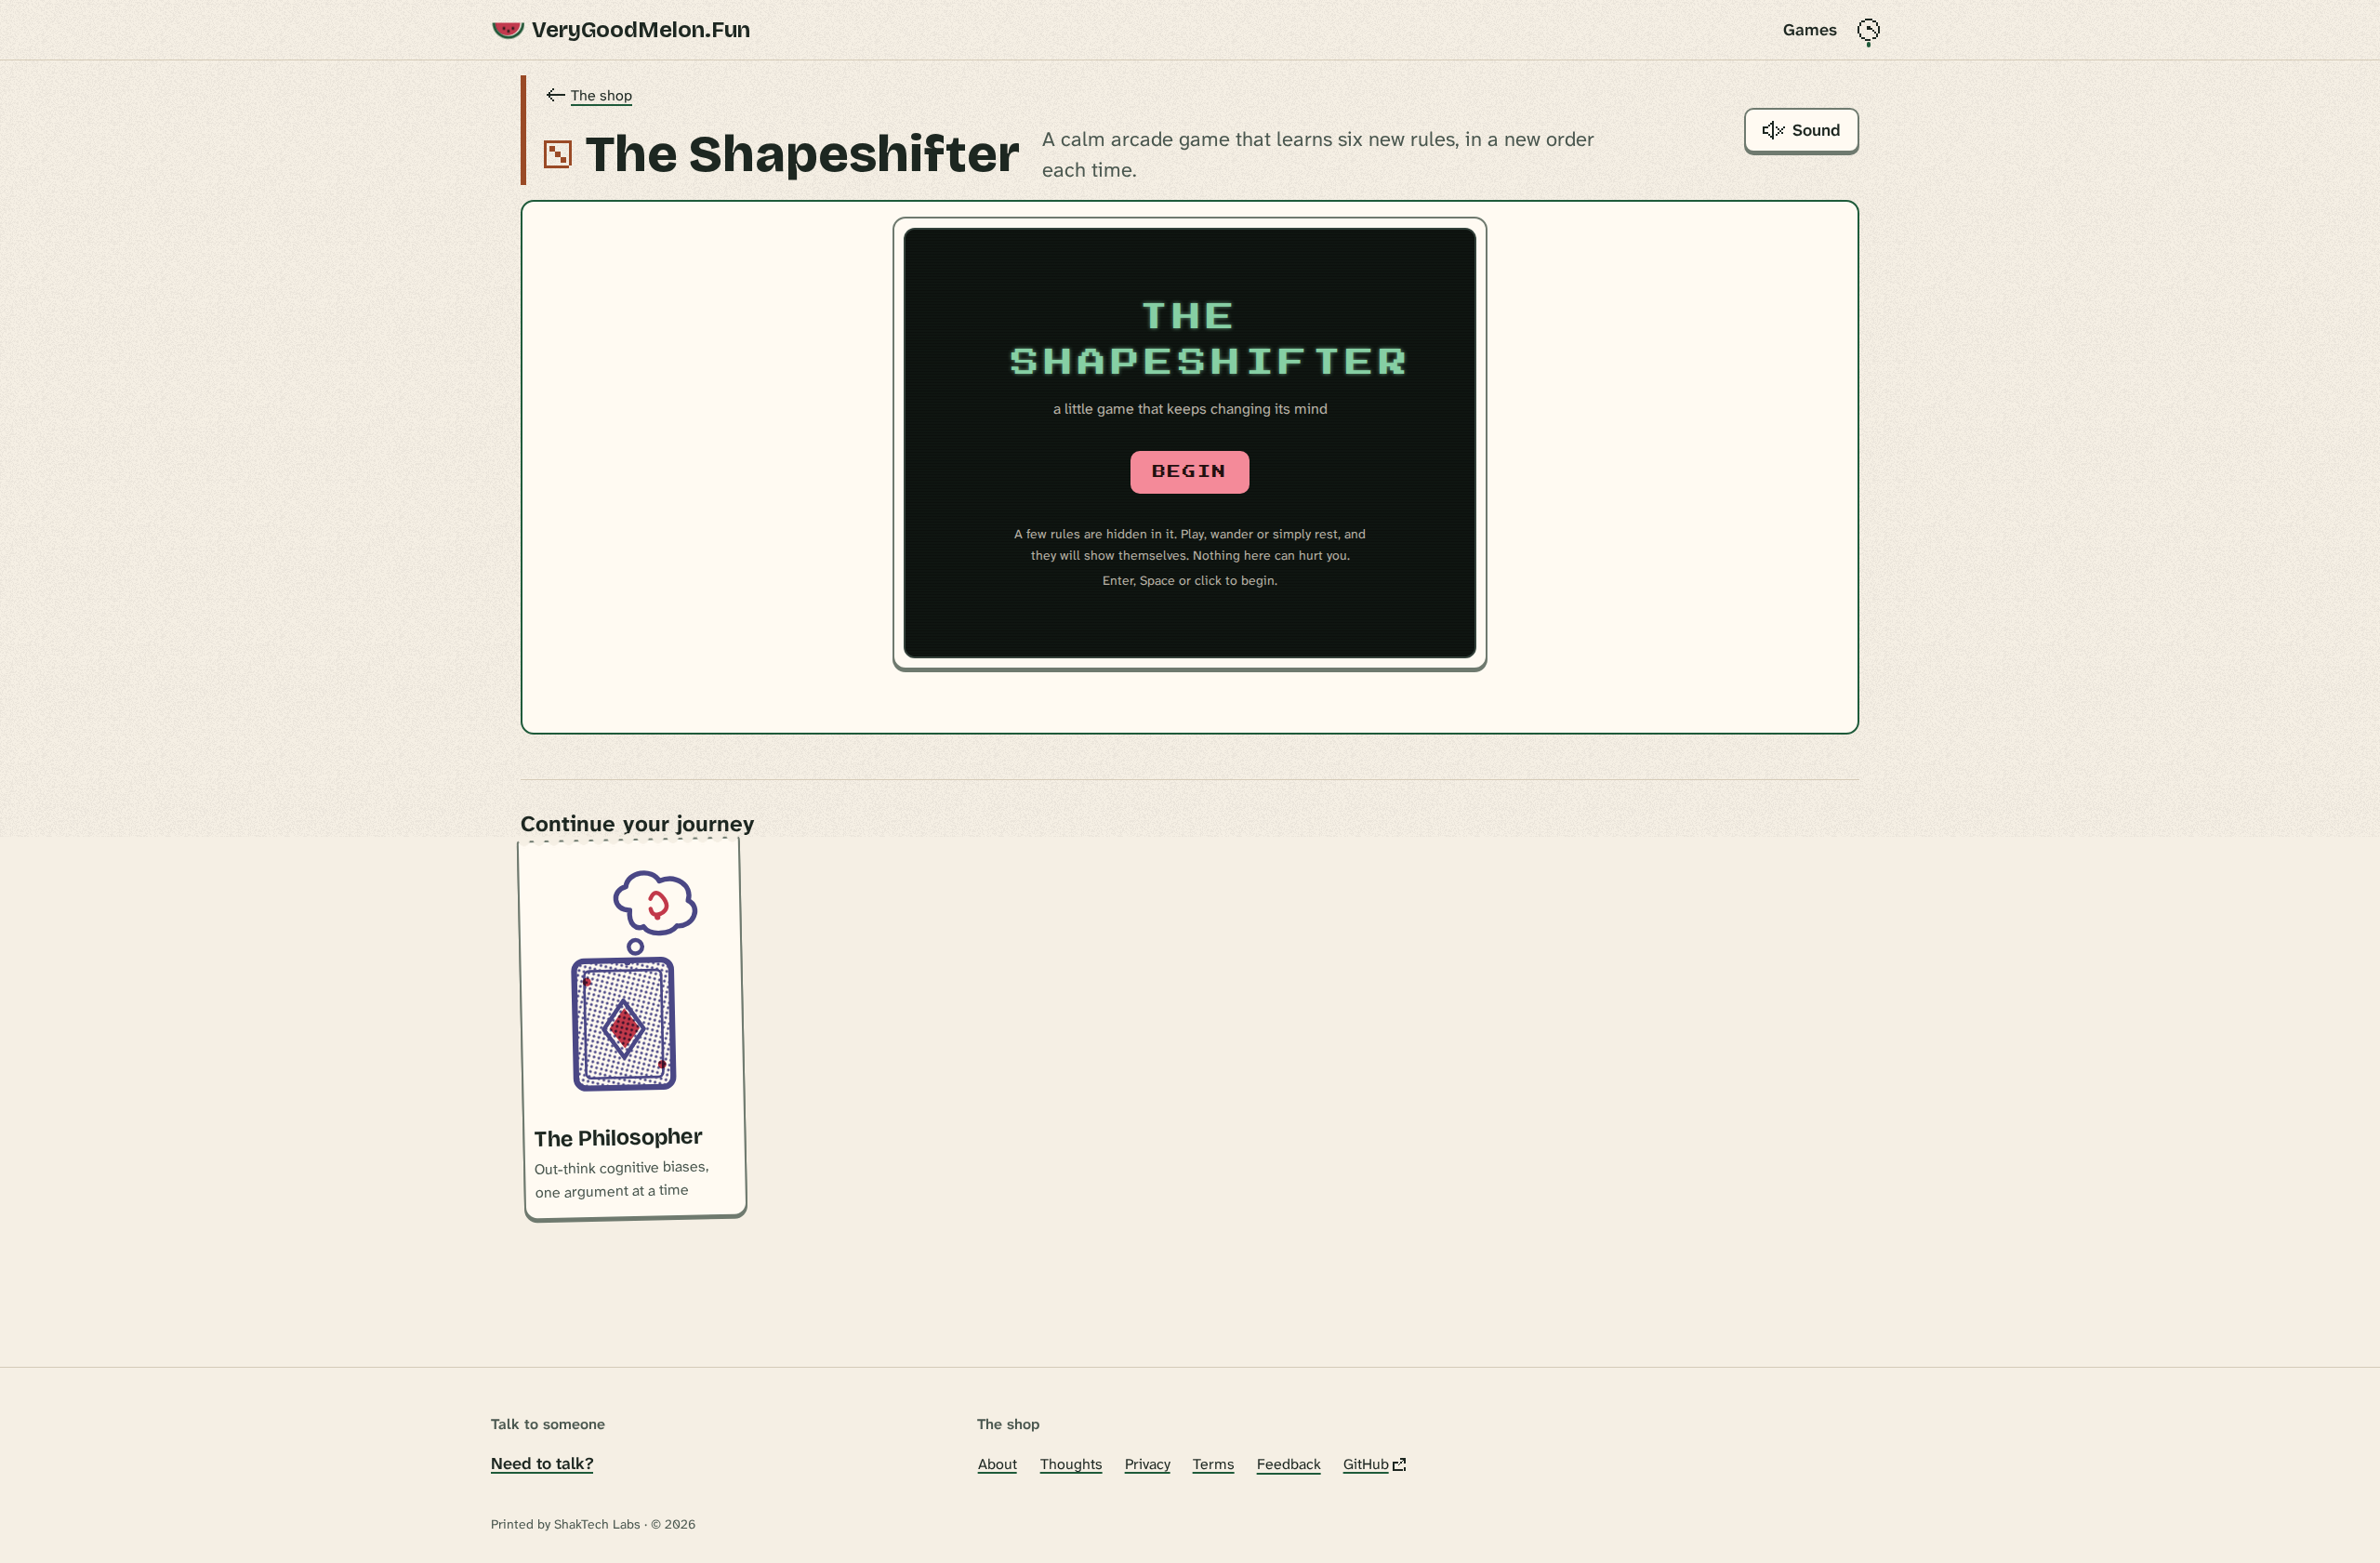 VeryGoodMelon.Fun
Games
The shop
The Shapeshifter
A calm arcade game that learns six new rules, in a new order
each time.
Sound
THE
SHAPESHIFTER
a little game that keeps changing its mind
BEGIN
A few rules are hidden in it. Play, wander or simply rest, and
they will show themselves. Nothing here can hurt you.
Enter, Space or click to begin.
Continue your journey
The Philosopher
Out-think cognitive biases,
one argument at a time
Talk to someone
Need to talk?
The shop
About Thoughts Privacy Terms Feedback GitHub
Printed by ShakTech Labs · © 2026